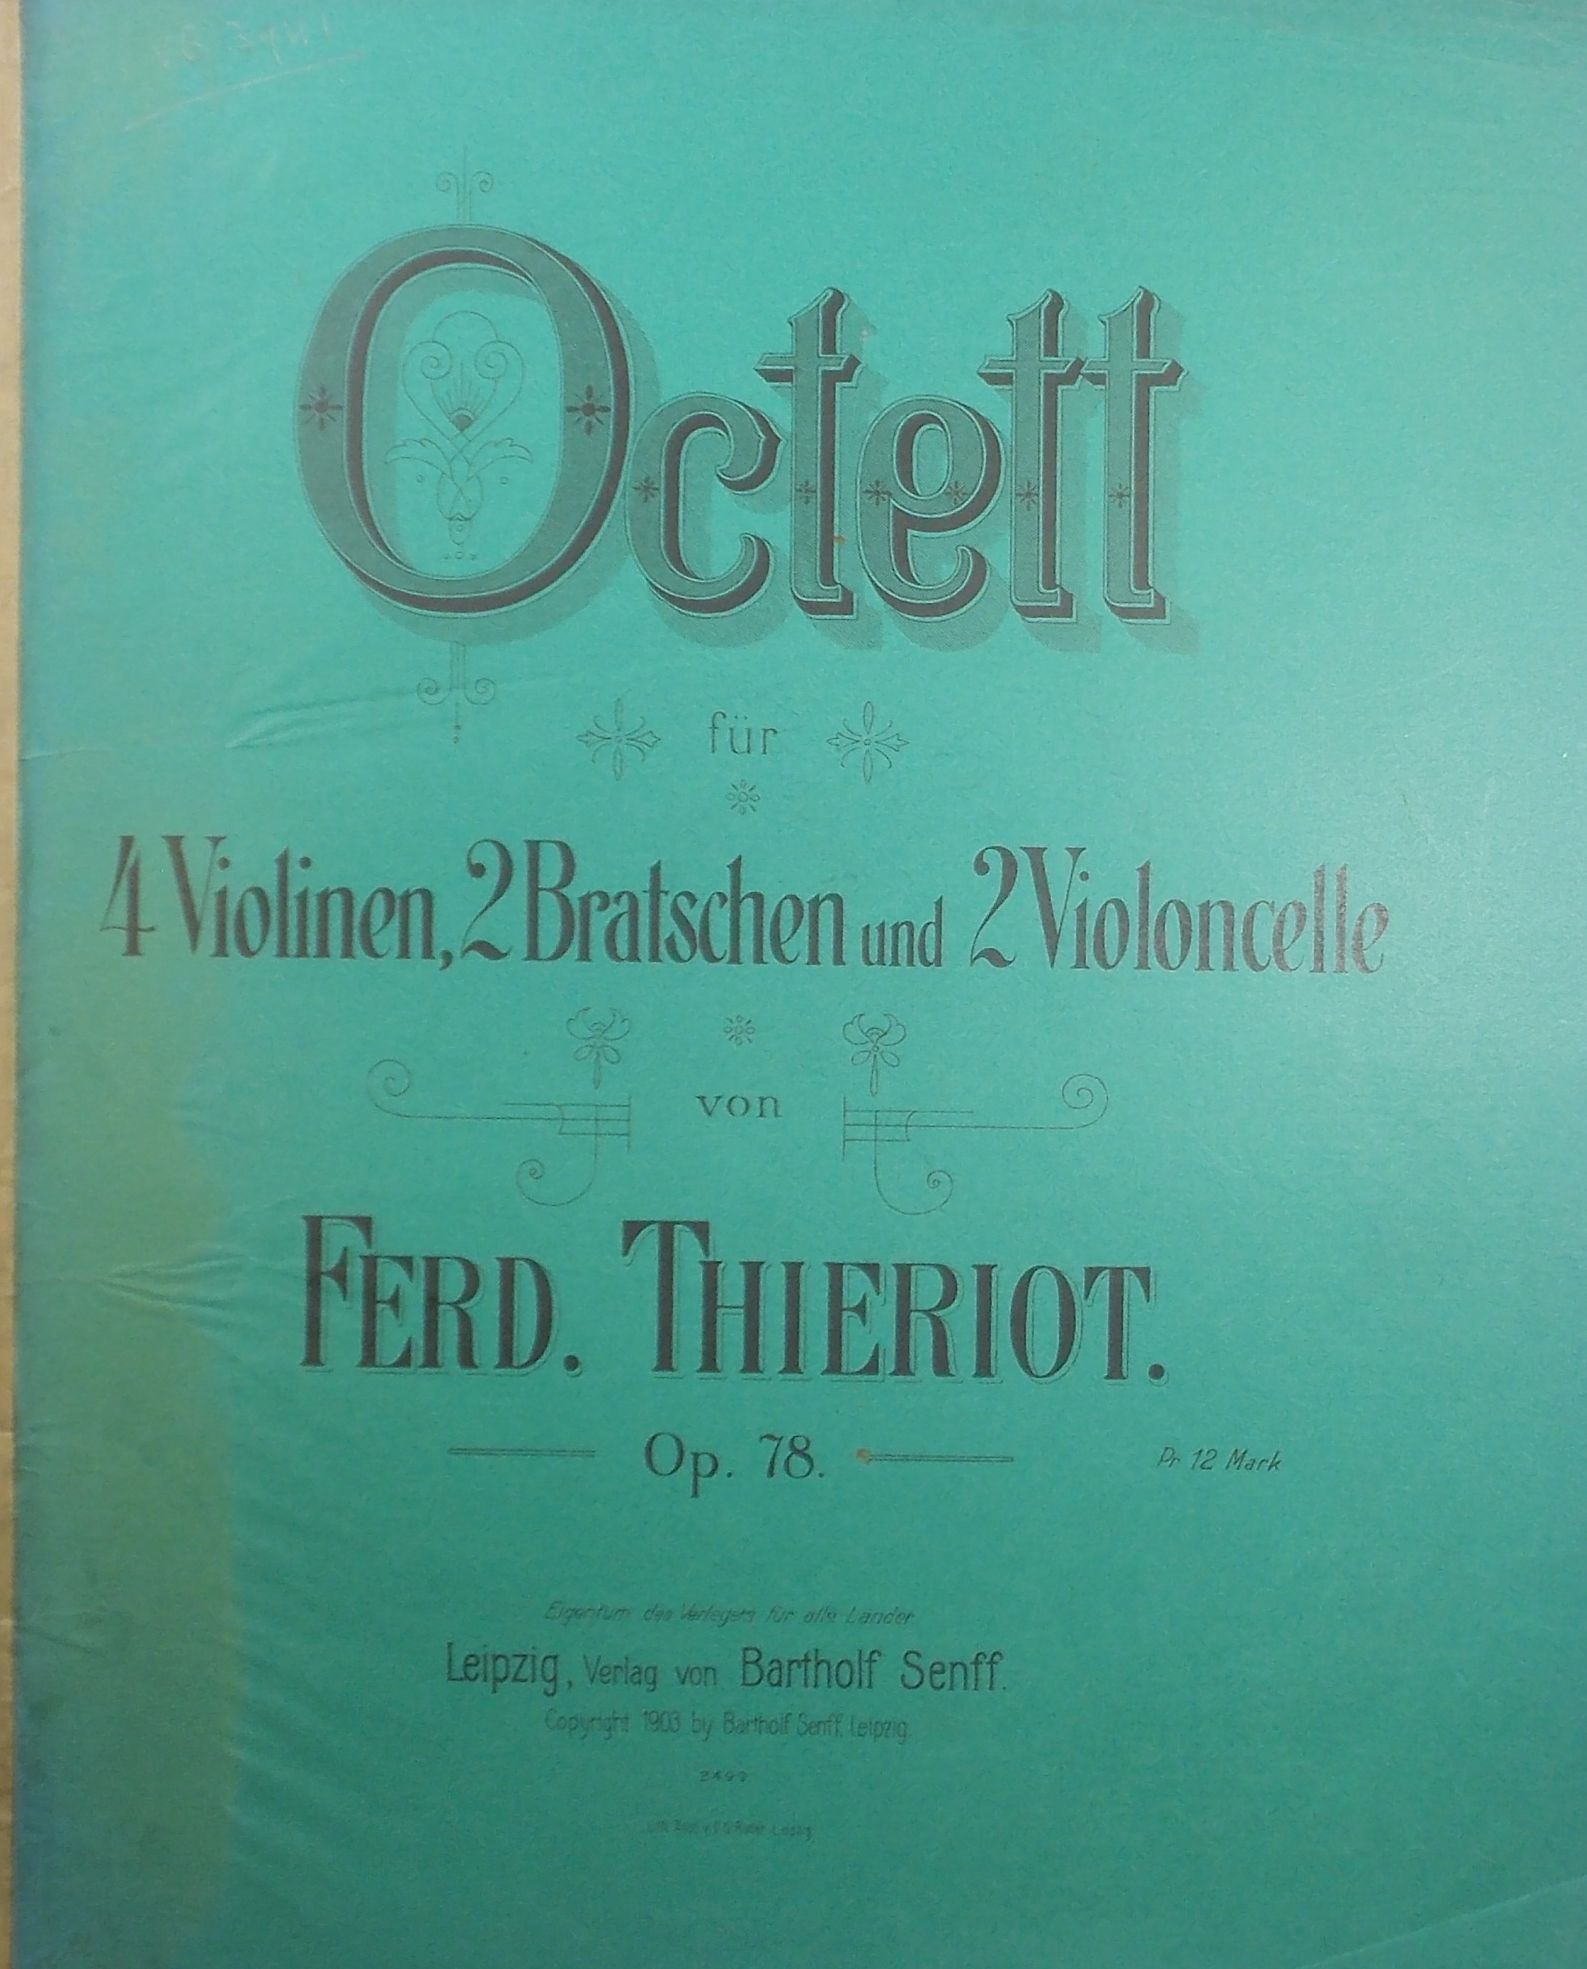 Octett
für
4 Violinen, 2 Bratschen und 2 Violoncelle
von
FERD. THIERIOT.
Op. 78.
Pr. 12 Mark
Eigentum des Verlegers für alle Länder
Leipzig, Verlag von Bartholf Senff.
Copyright 1903 by Bartholf Senff, Leipzig.
Leipzig